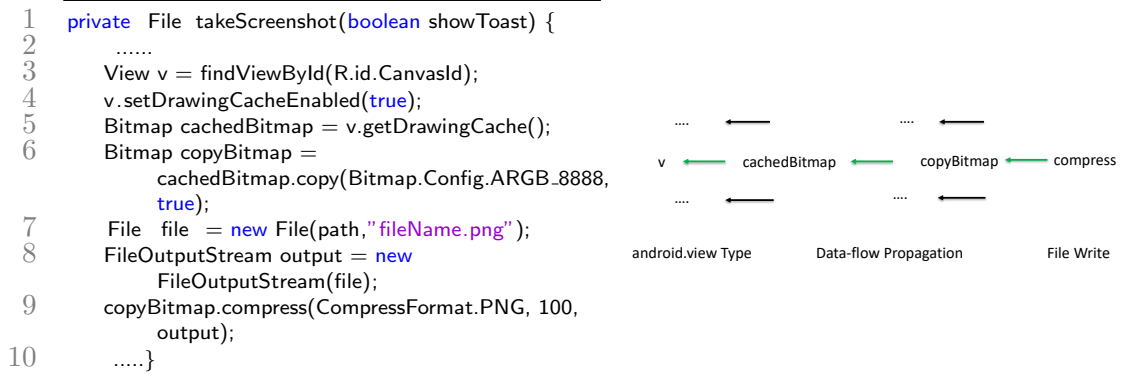 1 private File takeScreenshot(boolean showToast) {
2 ......
3 View v = findViewById(R.id.CanvasId);
4 v.setDrawingCacheEnabled(true);
5 Bitmap cachedBitmap = v.getDrawingCache();
6 Bitmap copyBitmap =
cachedBitmap.copy(Bitmap.Config.ARGB_8888,
true);
7 File file = new File(path,"fileName.png");
8 FileOutputStream output = new
FileOutputStream(file);
9 copyBitmap.compress(CompressFormat.PNG, 100,
output);
10 .....}
.... ....
v cachedBitmap copyBitmap compress
.... ....
android.view Type Data-flow Propagation File Write